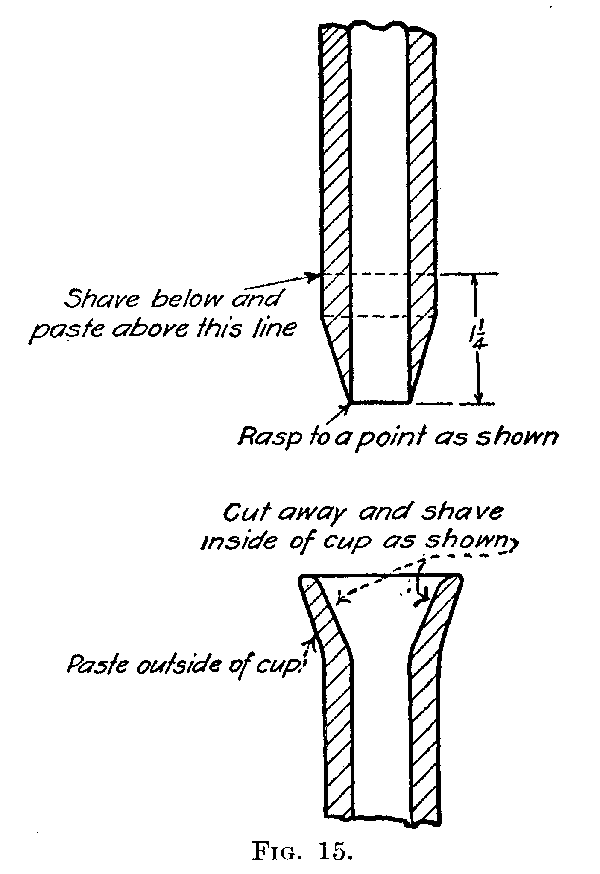 Shave below and
paste above this line
1 1/4
Rasp to a point as shown
Cut away and shave
inside of cup as shown
Paste outside of cup
FIG. 15.